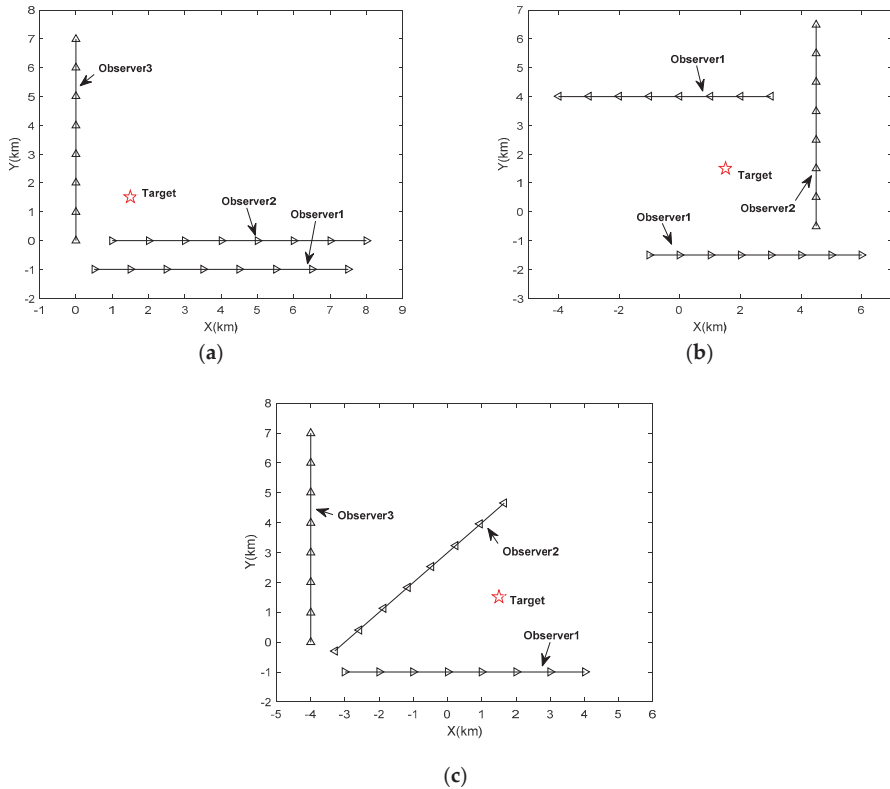 8
7
6
5
4
3
2
1
0
-1
-2
Y(km)
Observer3
Target
Observer2
Observer1
-1 0 1 2 3 4 5 6 7 8 9
X(km)
(a)
7
6
5
4
3
2
1
0
-1
-2
-3
Y(km)
Observer1
Target
Observer2
Observer1
-4 -2 0 2 4 6
X(km)
(b)
8
7
6
5
4
3
2
1
0
-1
-2
Y(km)
Observer3
Observer2
Target
Observer1
-5 -4 -3 -2 -1 0 1 2 3 4 5 6
X(km)
(c)